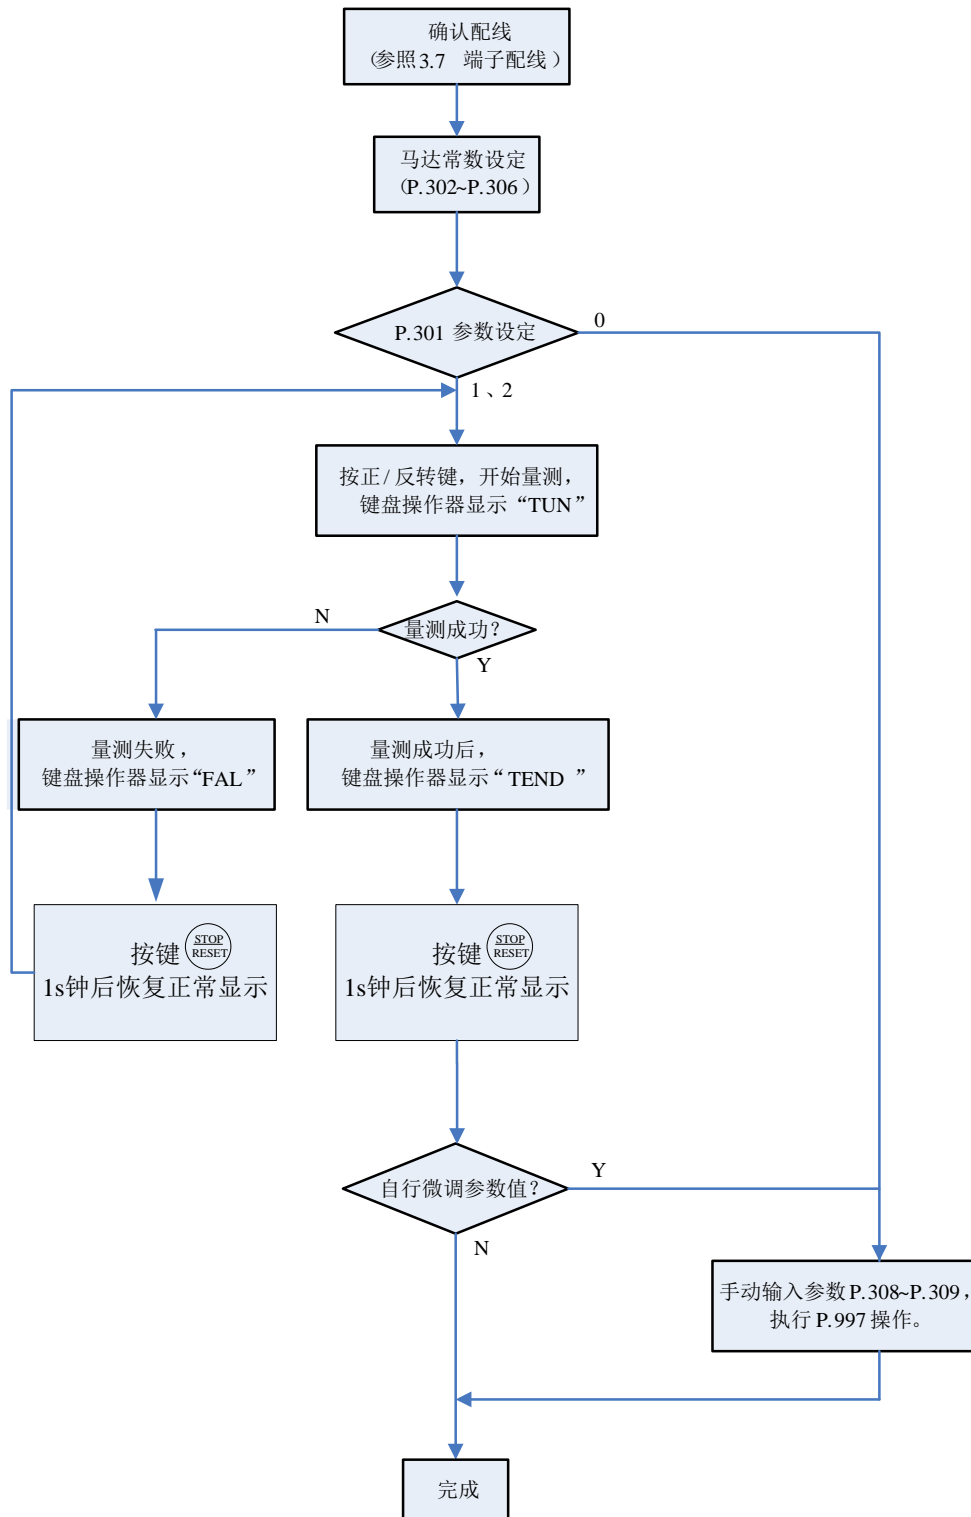 确认配线
(参照3.7 端子配线)
马达常数设定
(P.302~P.306)
P.301 参数设定
0
1、2
按正/反转键，开始量测，
键盘操作器显示“TUN”
N
量测成功？
Y
量测失败，
键盘操作器显示“FAL”
量测成功后，
键盘操作器显示“TEND”
按键 STOP
RESET
1s钟后恢复正常显示
按键 STOP
RESET
1s钟后恢复正常显示
自行微调参数值？
Y
N
手动输入参数P.308~P.309，
执行P.997操作。
完成